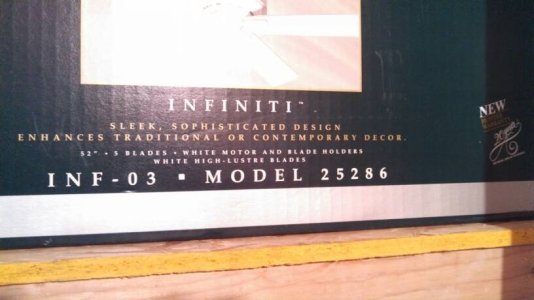 INFINITI™
SLEEK, SOPHISTICATED DESIGN
ENHANCES TRADITIONAL OR CONTEMPORARY DECOR.
52" • 5 BLADES • WHITE MOTOR AND BLADE HOLDERS
WHITE HIGH-LUSTRE BLADES
INF-03 ▪ MODEL 25286
NEW